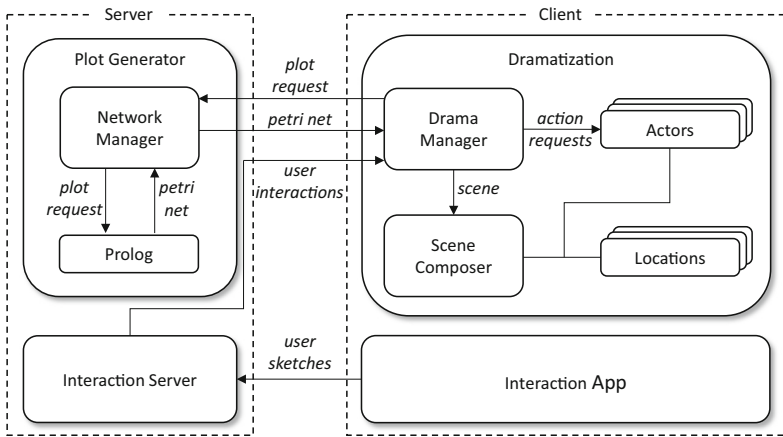 Server
Client
Plot Generator
Dramatization
plot
request
Network
Manager
petri net
Drama
Manager
action
requests
Actors
user
interactions
plot
request
petri
net
scene
Prolog
Scene
Composer
Locations
Interaction Server
user
sketches
Interaction App